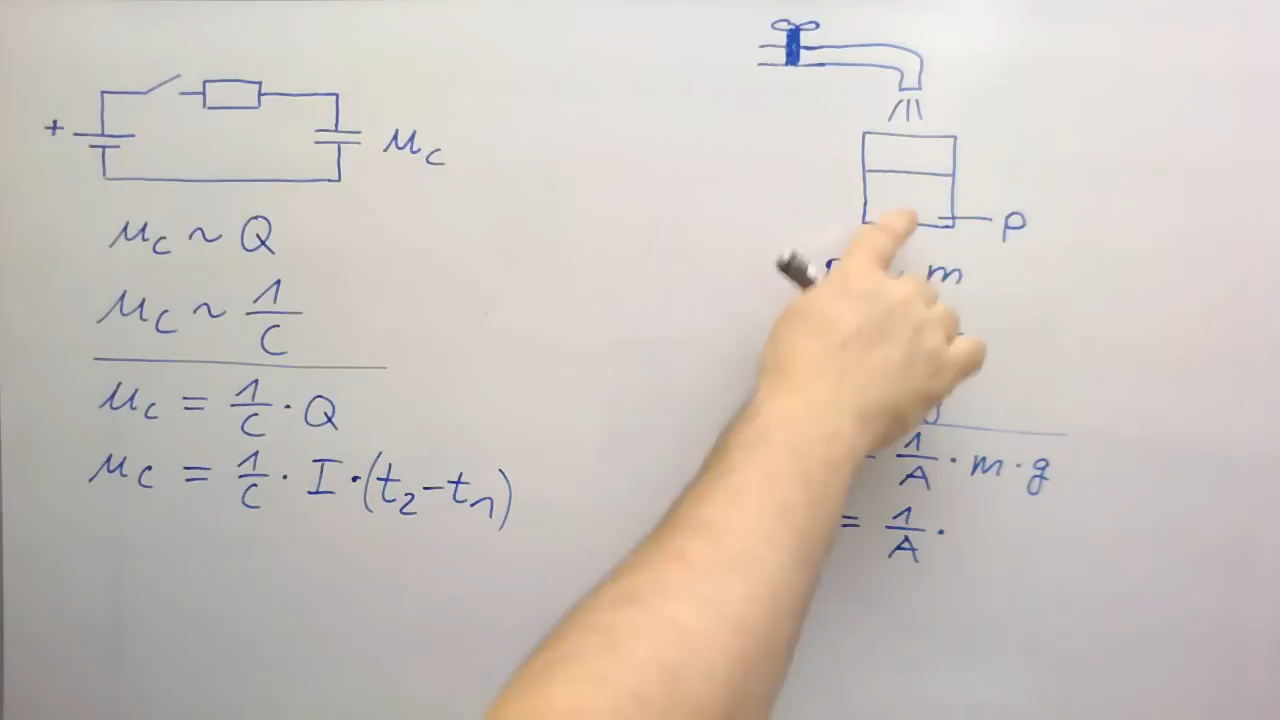 +
u_C
u_C ~ Q
u_C ~ 1/C
u_C = 1/C · Q
u_C = 1/C · I · (t_2 - t_1)
p
m
1/A · m · g
= 1/A ·